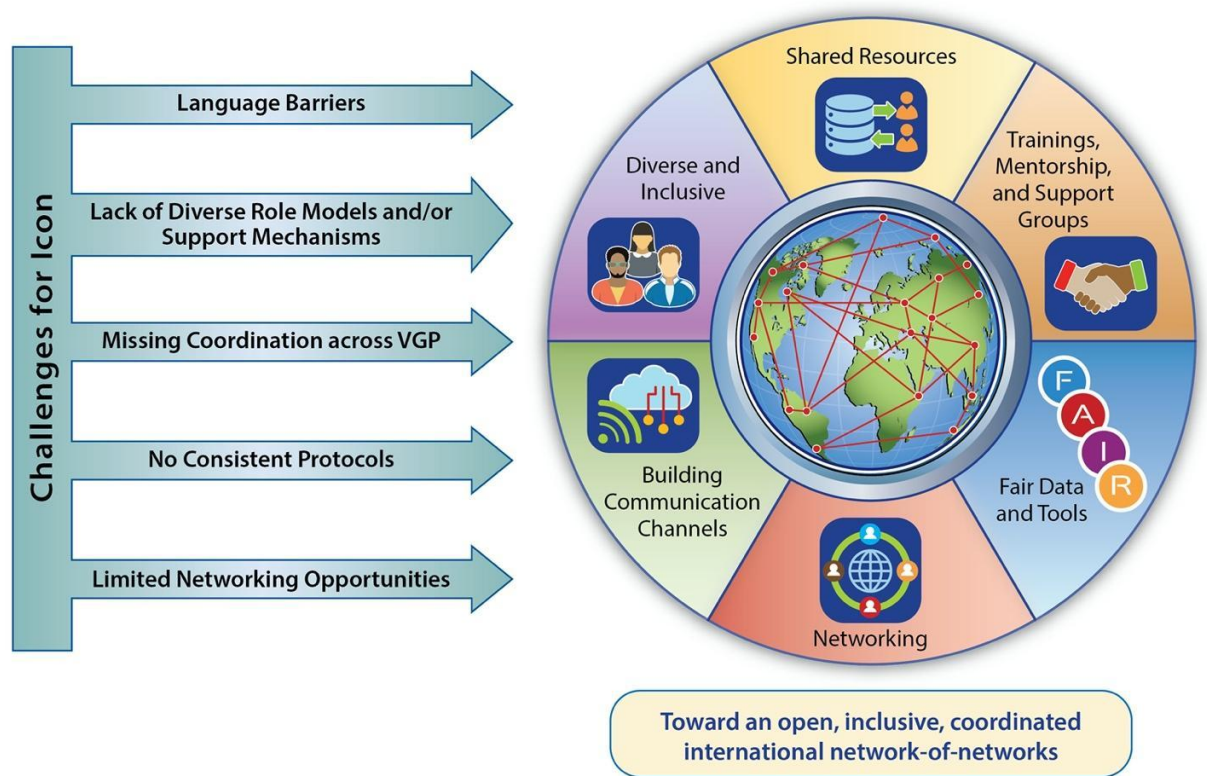 Challenges for Icon
Language Barriers
Lack of Diverse Role Models and/or
Support Mechanisms
Missing Coordination across VGP
No Consistent Protocols
Limited Networking Opportunities
Shared Resources
Trainings,
Mentorship,
and Support
Groups
F
A
I
R
Fair Data
and Tools
Networking
Building
Communication
Channels
Diverse and
Inclusive
Toward an open, inclusive, coordinated
international network-of-networks